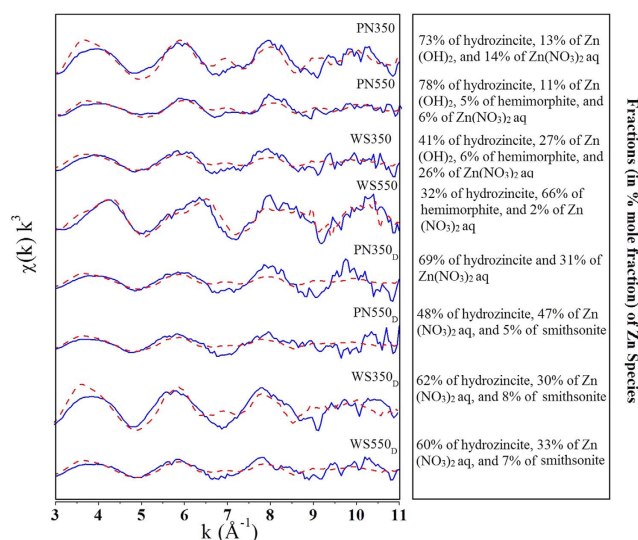 PN350
73% of hydrozincite, 13% of Zn
(OH)₂, and 14% of Zn(NO₃)₂ aq
PN550
78% of hydrozincite, 11% of Zn
(OH)₂, 5% of hemimorphite, and
6% of Zn(NO₃)₂ aq
WS350
41% of hydrozincite, 27% of Zn
(OH)₂, 6% of hemimorphite, and
26% of Zn(NO₃)₂ aq
WS550
32% of hydrozincite, 66% of
hemimorphite, and 2% of Zn
(NO₃)₂ aq
PN350D
69% of hydrozincite and 31% of
Zn(NO₃)₂ aq
PN550D
48% of hydrozincite, 47% of Zn
(NO₃)₂ aq, and 5% of smithsonite
WS350D
62% of hydrozincite, 30% of Zn
(NO₃)₂ aq, and 8% of smithsonite
WS550D
60% of hydrozincite, 33% of Zn
(NO₃)₂ aq, and 7% of smithsonite
χ(k) k³
3 4 5 6 7 8 9 10 11
k (Å⁻¹)
Fractions (in % mole fraction) of Zn Species